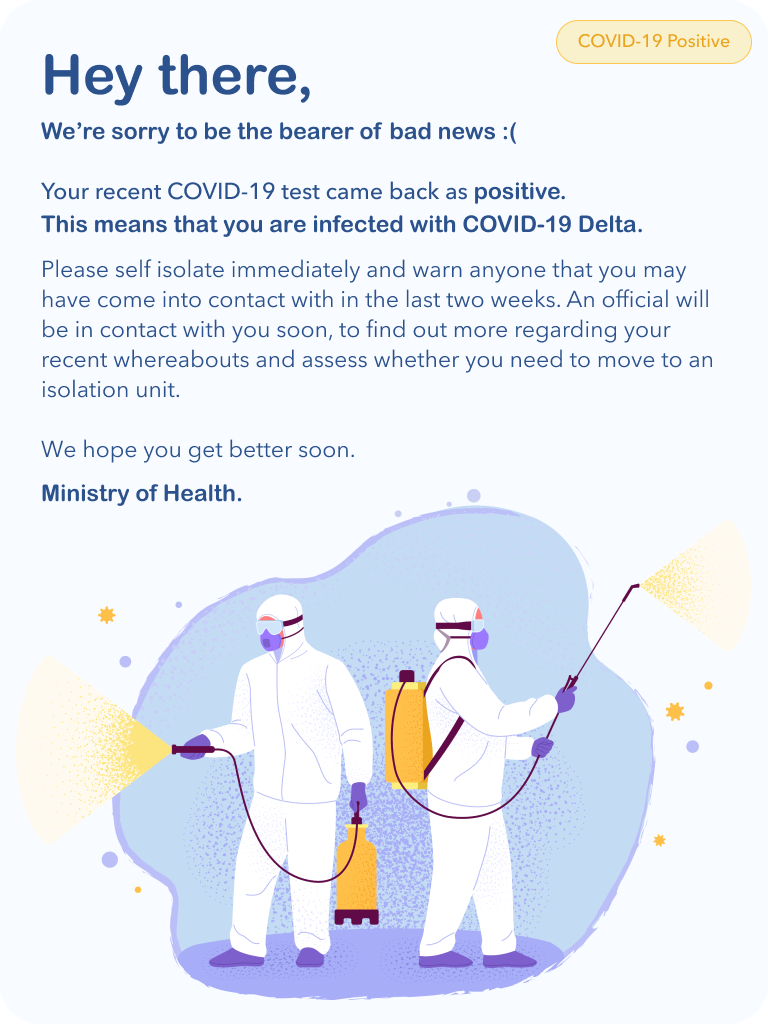 COVID-19 Positive
Hey there,
We’re sorry to be the bearer of bad news :(
Your recent COVID-19 test came back as positive.
This means that you are infected with COVID-19 Delta.
Please self isolate immediately and warn anyone that you may
have come into contact with in the last two weeks. An official will
be in contact with you soon, to find out more regarding your
recent whereabouts and assess whether you need to move to an
isolation unit.
We hope you get better soon.
Ministry of Health.